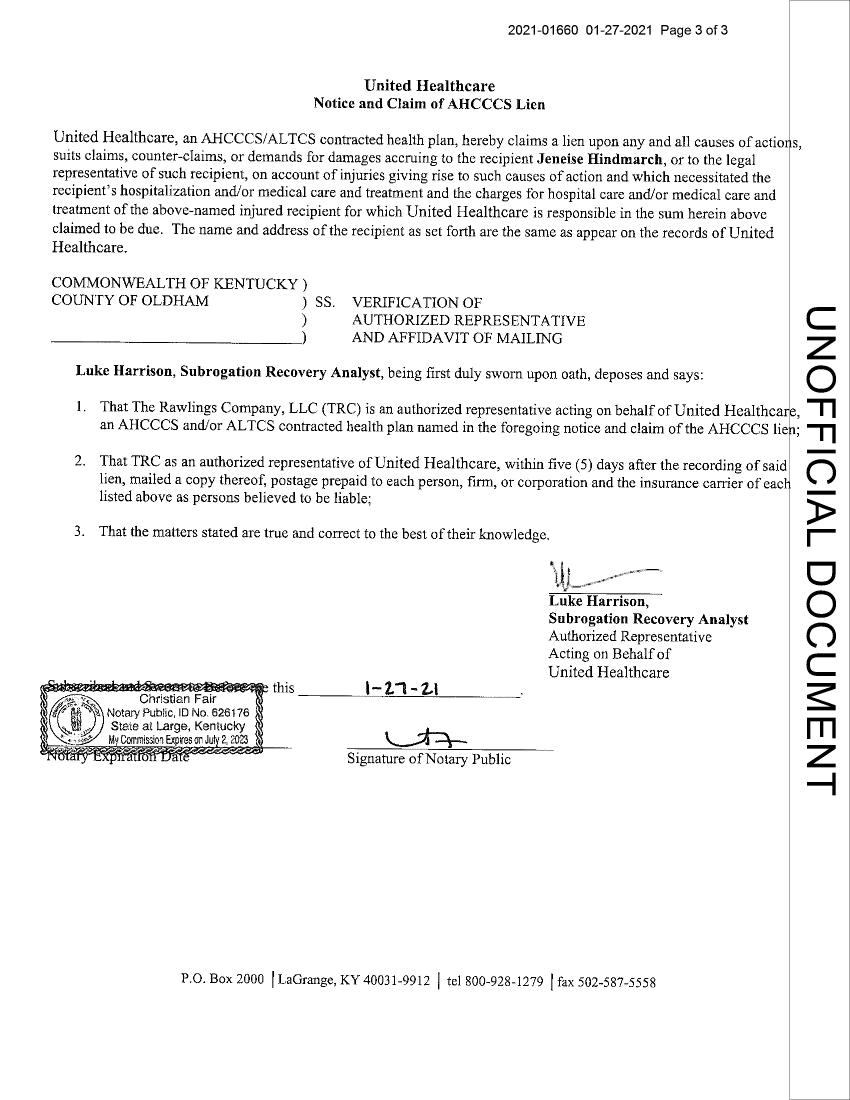 2021-01660 01-27-2021 Page 3 of 3
United Healthcare
Notice and Claim of AHCCCS Lien
United Healthcare, an AHCCCS/ALTCS contracted health plan, hereby claims a lien upon any and all causes of actions,
suits claims, counter-claims, or demands for damages accruing to the recipient Jeneise Hindmarch, or to the legal
representative of such recipient, on account of injuries giving rise to such causes of action and which necessitated the
recipient's hospitalization and/or medical care and treatment and the charges for hospital care and/or medical care and
treatment of the above-named injured recipient for which United Healthcare is responsible in the sum herein above
claimed to be due. The name and address of the recipient as set forth are the same as appear on the records of United
Healthcare.
COMMONWEALTH OF KENTUCKY )
COUNTY OF OLDHAM ) SS. VERIFICATION OF
) AUTHORIZED REPRESENTATIVE
) AND AFFIDAVIT OF MAILING
Luke Harrison, Subrogation Recovery Analyst, being first duly sworn upon oath, deposes and says:
1. That The Rawlings Company, LLC (TRC) is an authorized representative acting on behalf of United Healthcare,
an AHCCCS and/or ALTCS contracted health plan named in the foregoing notice and claim of the AHCCCS lien;
2. That TRC as an authorized representative of United Healthcare, within five (5) days after the recording of said
lien, mailed a copy thereof, postage prepaid to each person, firm, or corporation and the insurance carrier of each
listed above as persons believed to be liable;
3. That the matters stated are true and correct to the best of their knowledge.
Luke Harrison,
Subrogation Recovery Analyst
Authorized Representative
Acting on Behalf of
United Healthcare
Subscribed and Sworn to Before me this 1-27-21.
Christian Fair
Notary Public, ID No. 626176
State at Large, Kentucky
My Commission Expires on July 2, 2023
Notary Expiration Date
Signature of Notary Public
P.O. Box 2000 | LaGrange, KY 40031-9912 | tel 800-928-1279 | fax 502-587-5558
UNOFFICIAL DOCUMENT